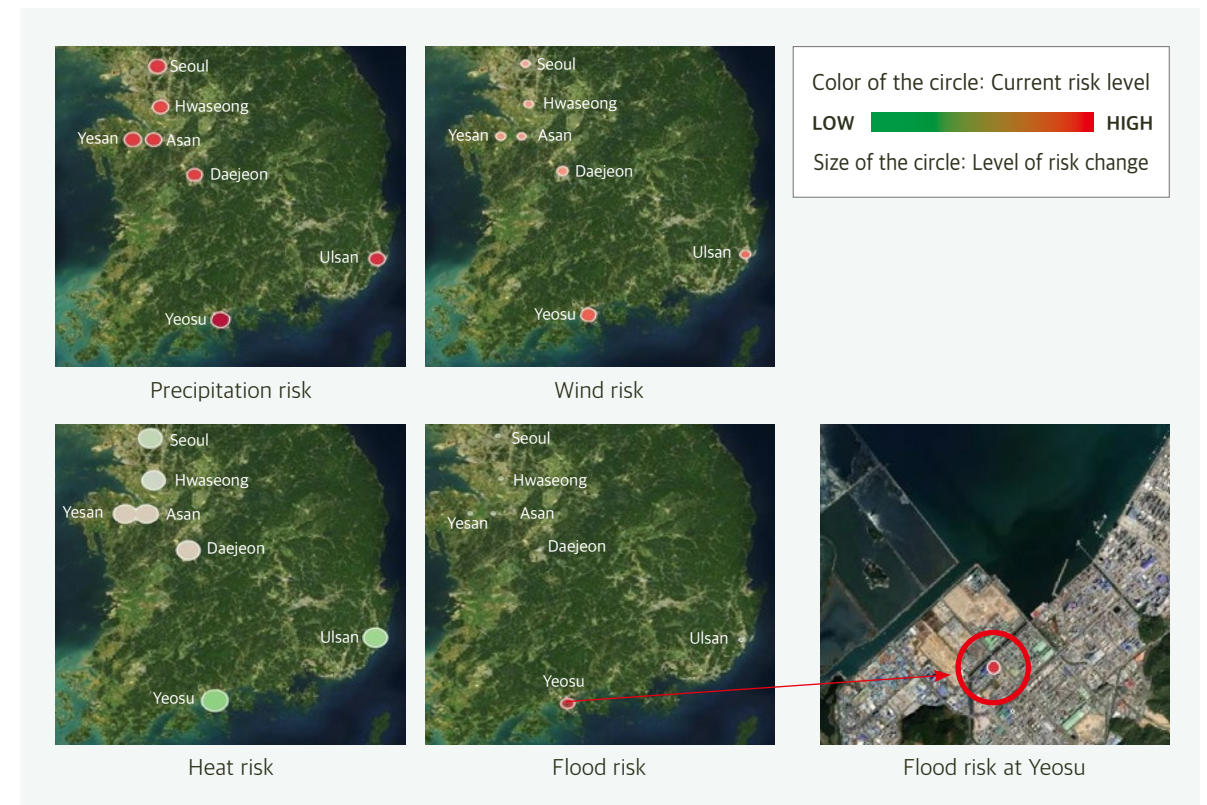 Seoul
Hwaseong
Yesan
Asan
Daejeon
Ulsan
Yeosu
Precipitation risk
Seoul
Hwaseong
Yesan
Asan
Daejeon
Ulsan
Yeosu
Wind risk
Color of the circle: Current risk level
LOW
HIGH
Size of the circle: Level of risk change
Seoul
Hwaseong
Yesan
Asan
Daejeon
Ulsan
Yeosu
Heat risk
Seoul
Hwaseong
Yesan
Asan
Daejeon
Ulsan
Yeosu
Flood risk
Flood risk at Yeosu